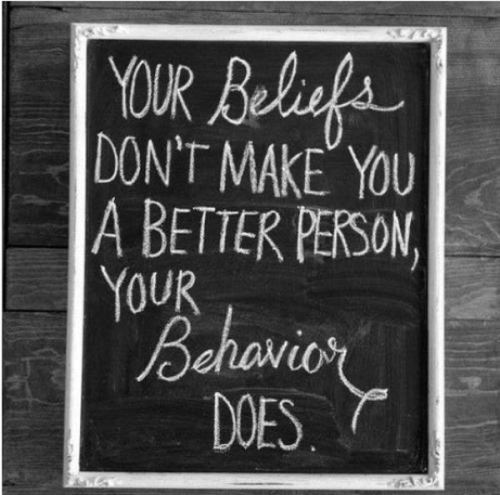 YOUR Beliefs
DON'T MAKE YOU
A BETTER PERSON,
YOUR
Behavior
DOES.